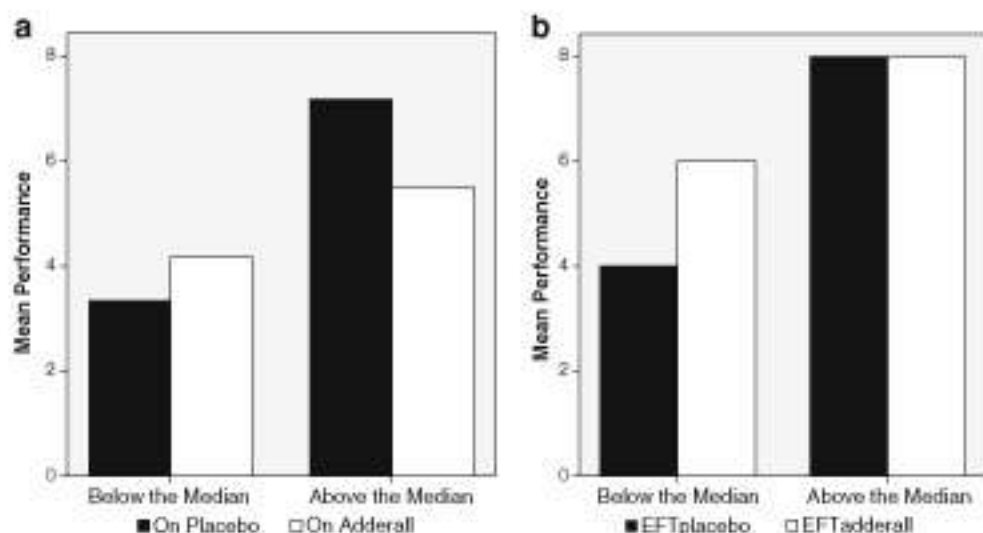 a
8
6
4
2
0
Mean Performance
Below the Median Above the Median
On Placebo On Adderall
b
8
6
4
2
0
Mean Performance
Below the Median Above the Median
EFTplacebo EFTadderall